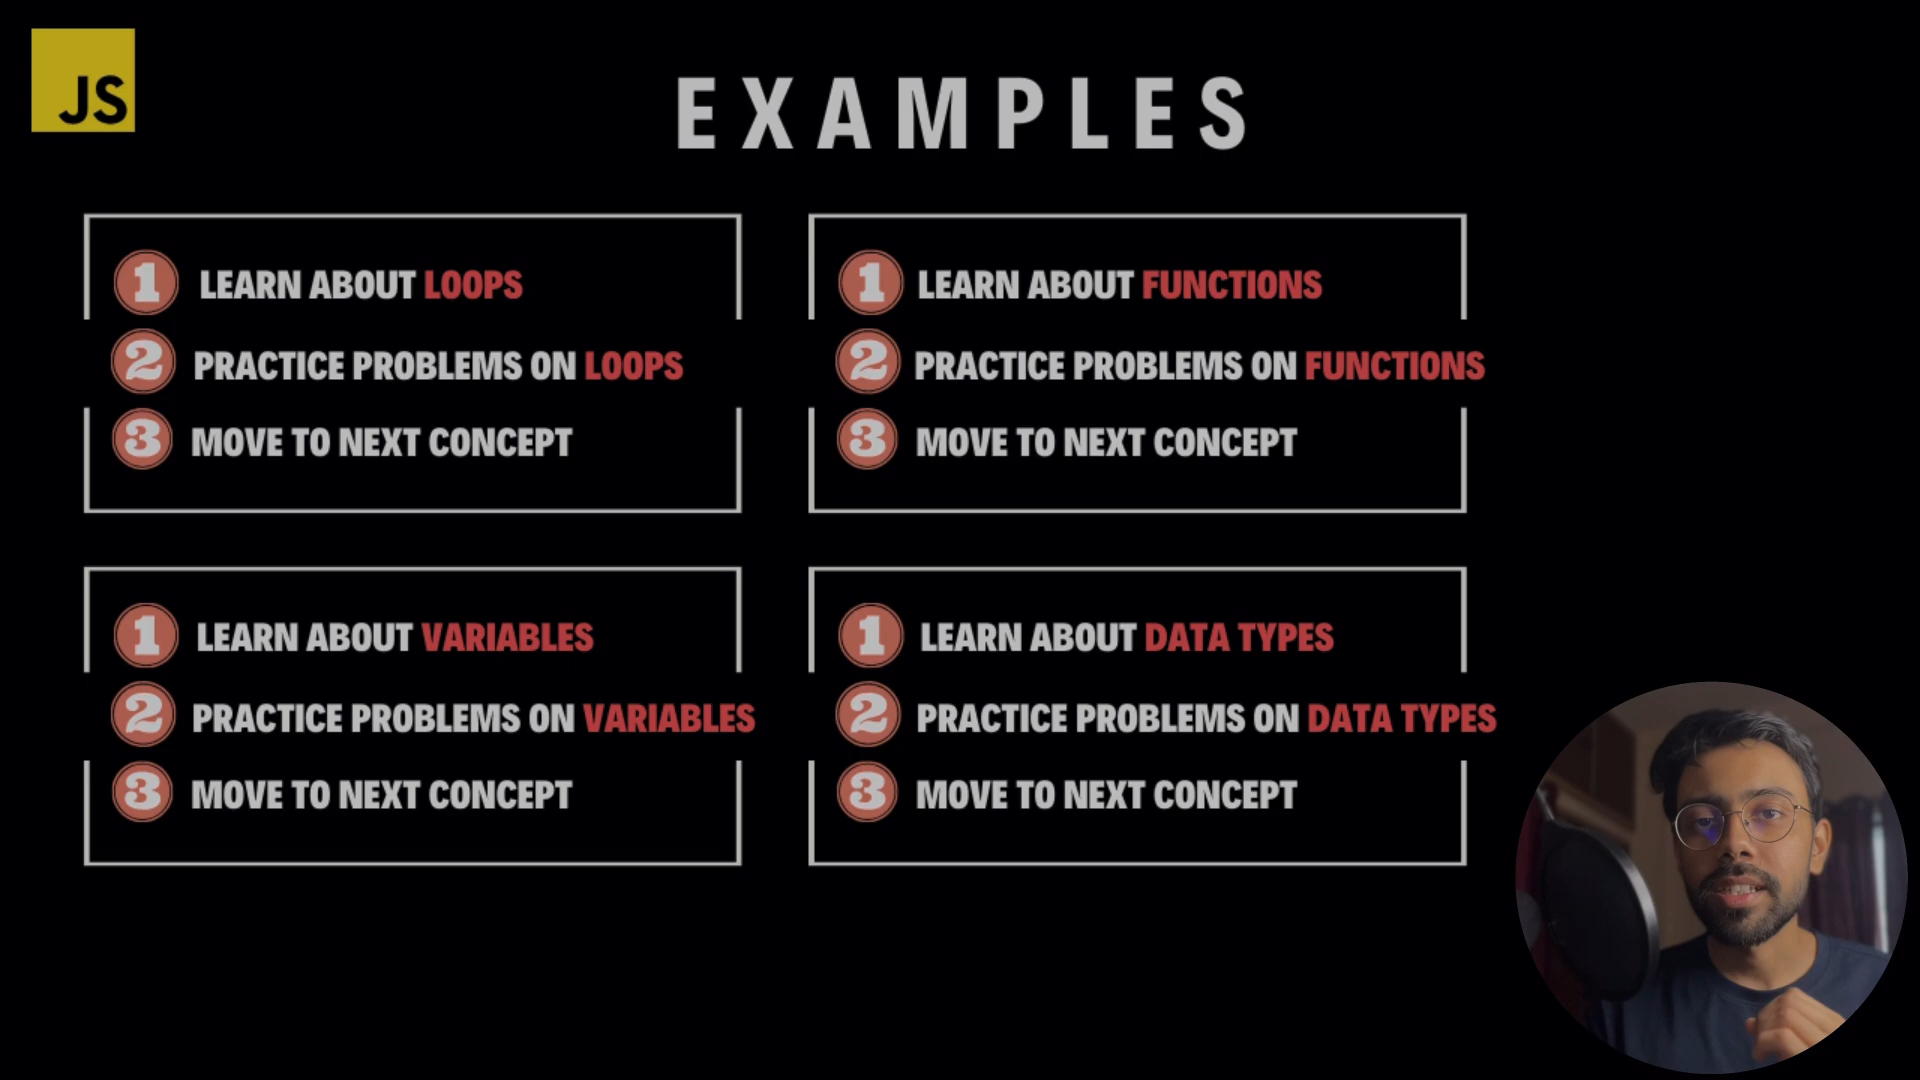 JS
EXAMPLES
1 LEARN ABOUT LOOPS
2 PRACTICE PROBLEMS ON LOOPS
3 MOVE TO NEXT CONCEPT
1 LEARN ABOUT FUNCTIONS
2 PRACTICE PROBLEMS ON FUNCTIONS
3 MOVE TO NEXT CONCEPT
1 LEARN ABOUT VARIABLES
2 PRACTICE PROBLEMS ON VARIABLES
3 MOVE TO NEXT CONCEPT
1 LEARN ABOUT DATA TYPES
2 PRACTICE PROBLEMS ON DATA TYPES
3 MOVE TO NEXT CONCEPT